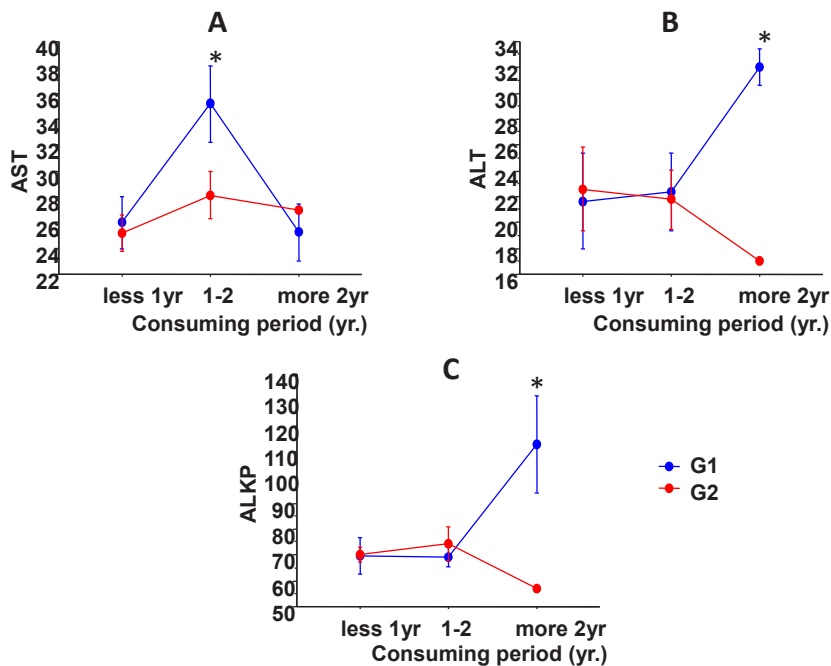 A
*
40
38
36
34
32
30
28
26
24
22
AST
less 1yr 1-2 more 2yr
Consuming period (yr.)
B
*
34
32
30
28
26
24
22
20
18
16
ALT
less 1yr 1-2 more 2yr
Consuming period (yr.)
C
*
140
130
120
110
100
90
80
70
60
50
ALKP
less 1yr 1-2 more 2yr
Consuming period (yr.)
G1
G2